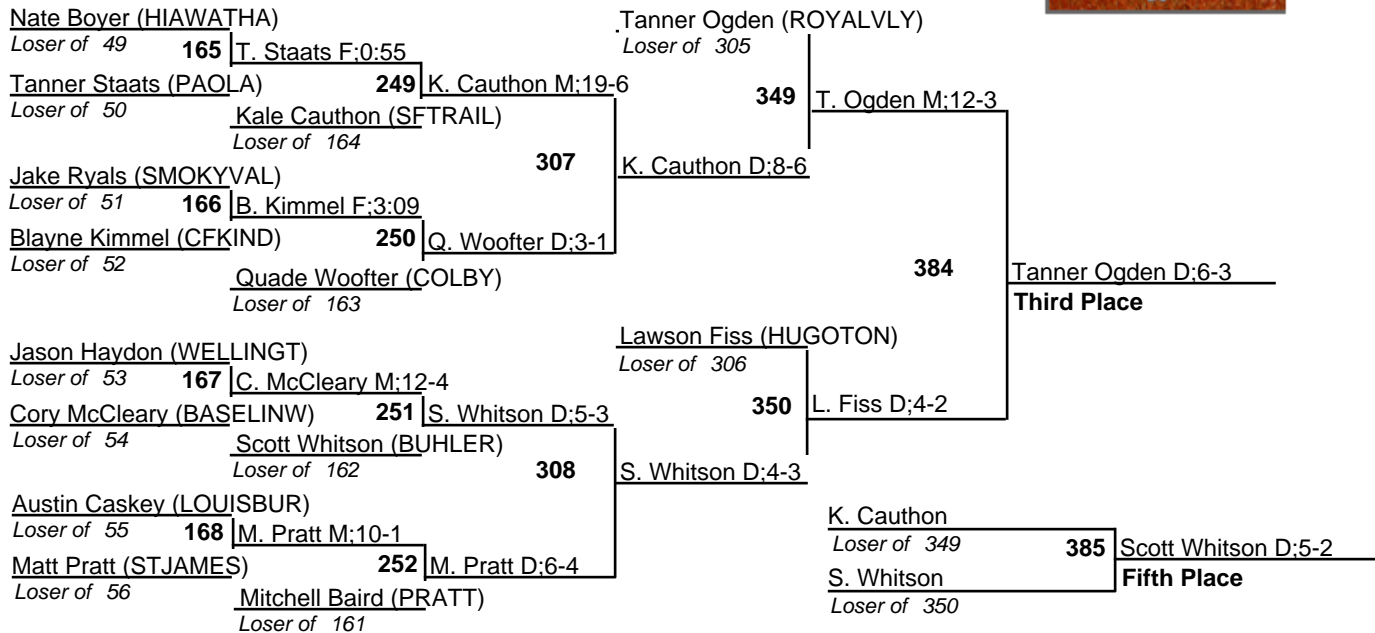 Nate Boyer (HIAWATHA)
Loser of 49
165 T. Staats F;0:55
Tanner Staats (PAOLA)
Loser of 50
249 K. Cauthon M;19-6
Kale Cauthon (SFTRAIL)
Loser of 164
307 K. Cauthon D;8-6
Jake Ryals (SMOKYVAL)
Loser of 51
166 B. Kimmel F;3:09
Blayne Kimmel (CFKIND)
Loser of 52
250 Q. Woofter D;3-1
Quade Woofter (COLBY)
Loser of 163
Tanner Ogden (ROYALVLY)
Loser of 305
349 T. Ogden M;12-3
384 Tanner Ogden D;6-3
Third Place
Jason Haydon (WELLINGT)
Loser of 53
167 C. McCleary M;12-4
Cory McCleary (BASELINW)
Loser of 54
251 S. Whitson D;5-3
Scott Whitson (BUHLER)
Loser of 162
308 S. Whitson D;4-3
Austin Caskey (LOUISBUR)
Loser of 55
168 M. Pratt M;10-1
Matt Pratt (STJAMES)
Loser of 56
252 M. Pratt D;6-4
Mitchell Baird (PRATT)
Loser of 161
Lawson Fiss (HUGOTON)
Loser of 306
350 L. Fiss D;4-2
K. Cauthon
Loser of 349
385 Scott Whitson D;5-2
S. Whitson
Fifth Place
Loser of 350